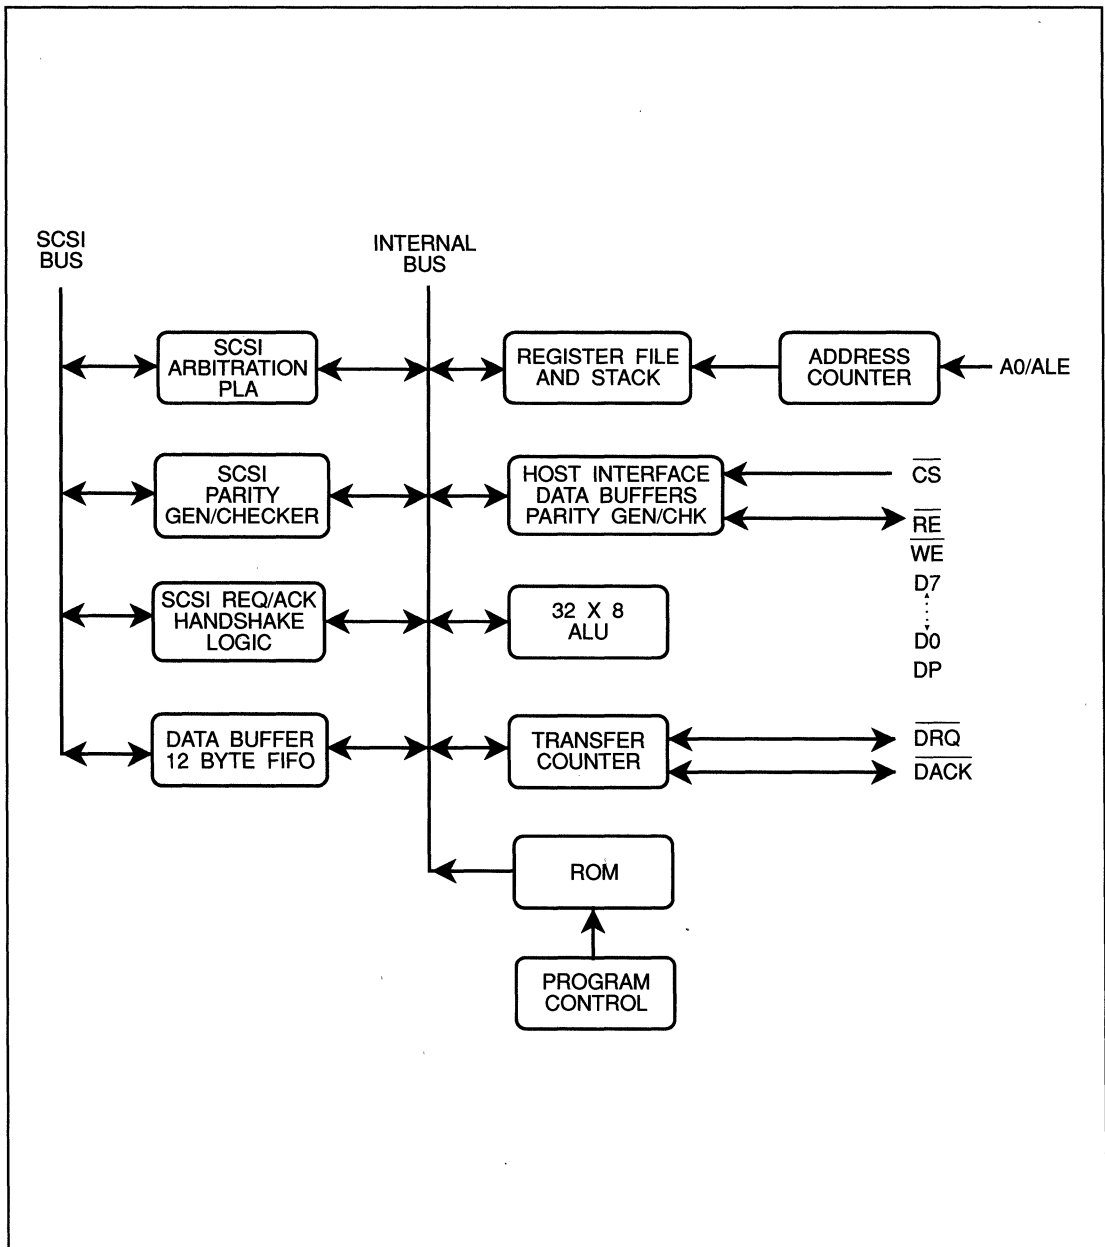 SCSI
BUS
INTERNAL
BUS
SCSI
ARBITRATION
PLA
REGISTER FILE
AND STACK
ADDRESS
COUNTER
A0/ALE
SCSI
PARITY
GEN/CHECKER
HOST INTERFACE
DATA BUFFERS
PARITY GEN/CHK
CS
RE
WE
D7
D0
DP
SCSI REQ/ACK
HANDSHAKE
LOGIC
32 X 8
ALU
DATA BUFFER
12 BYTE FIFO
TRANSFER
COUNTER
DRQ
DACK
ROM
PROGRAM
CONTROL